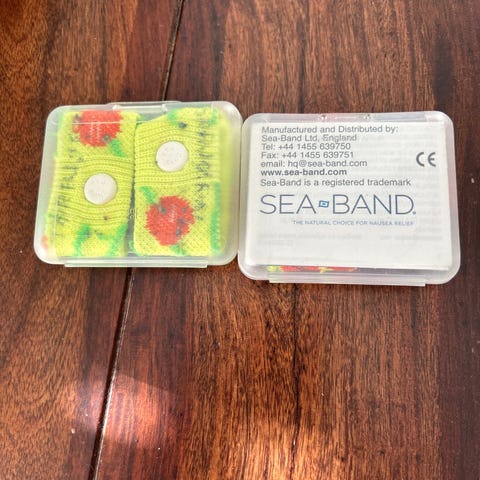 Manufactured and Distributed by:
Sea-Band Ltd, England
Tel: +44 1455 639750
Fax: +44 1455 639751
email: hq@sea-band.com
www.sea-band.com
Sea-Band is a registered trademark
CE
SEA BAND®
THE NATURAL CHOICE FOR NAUSEA RELIEF